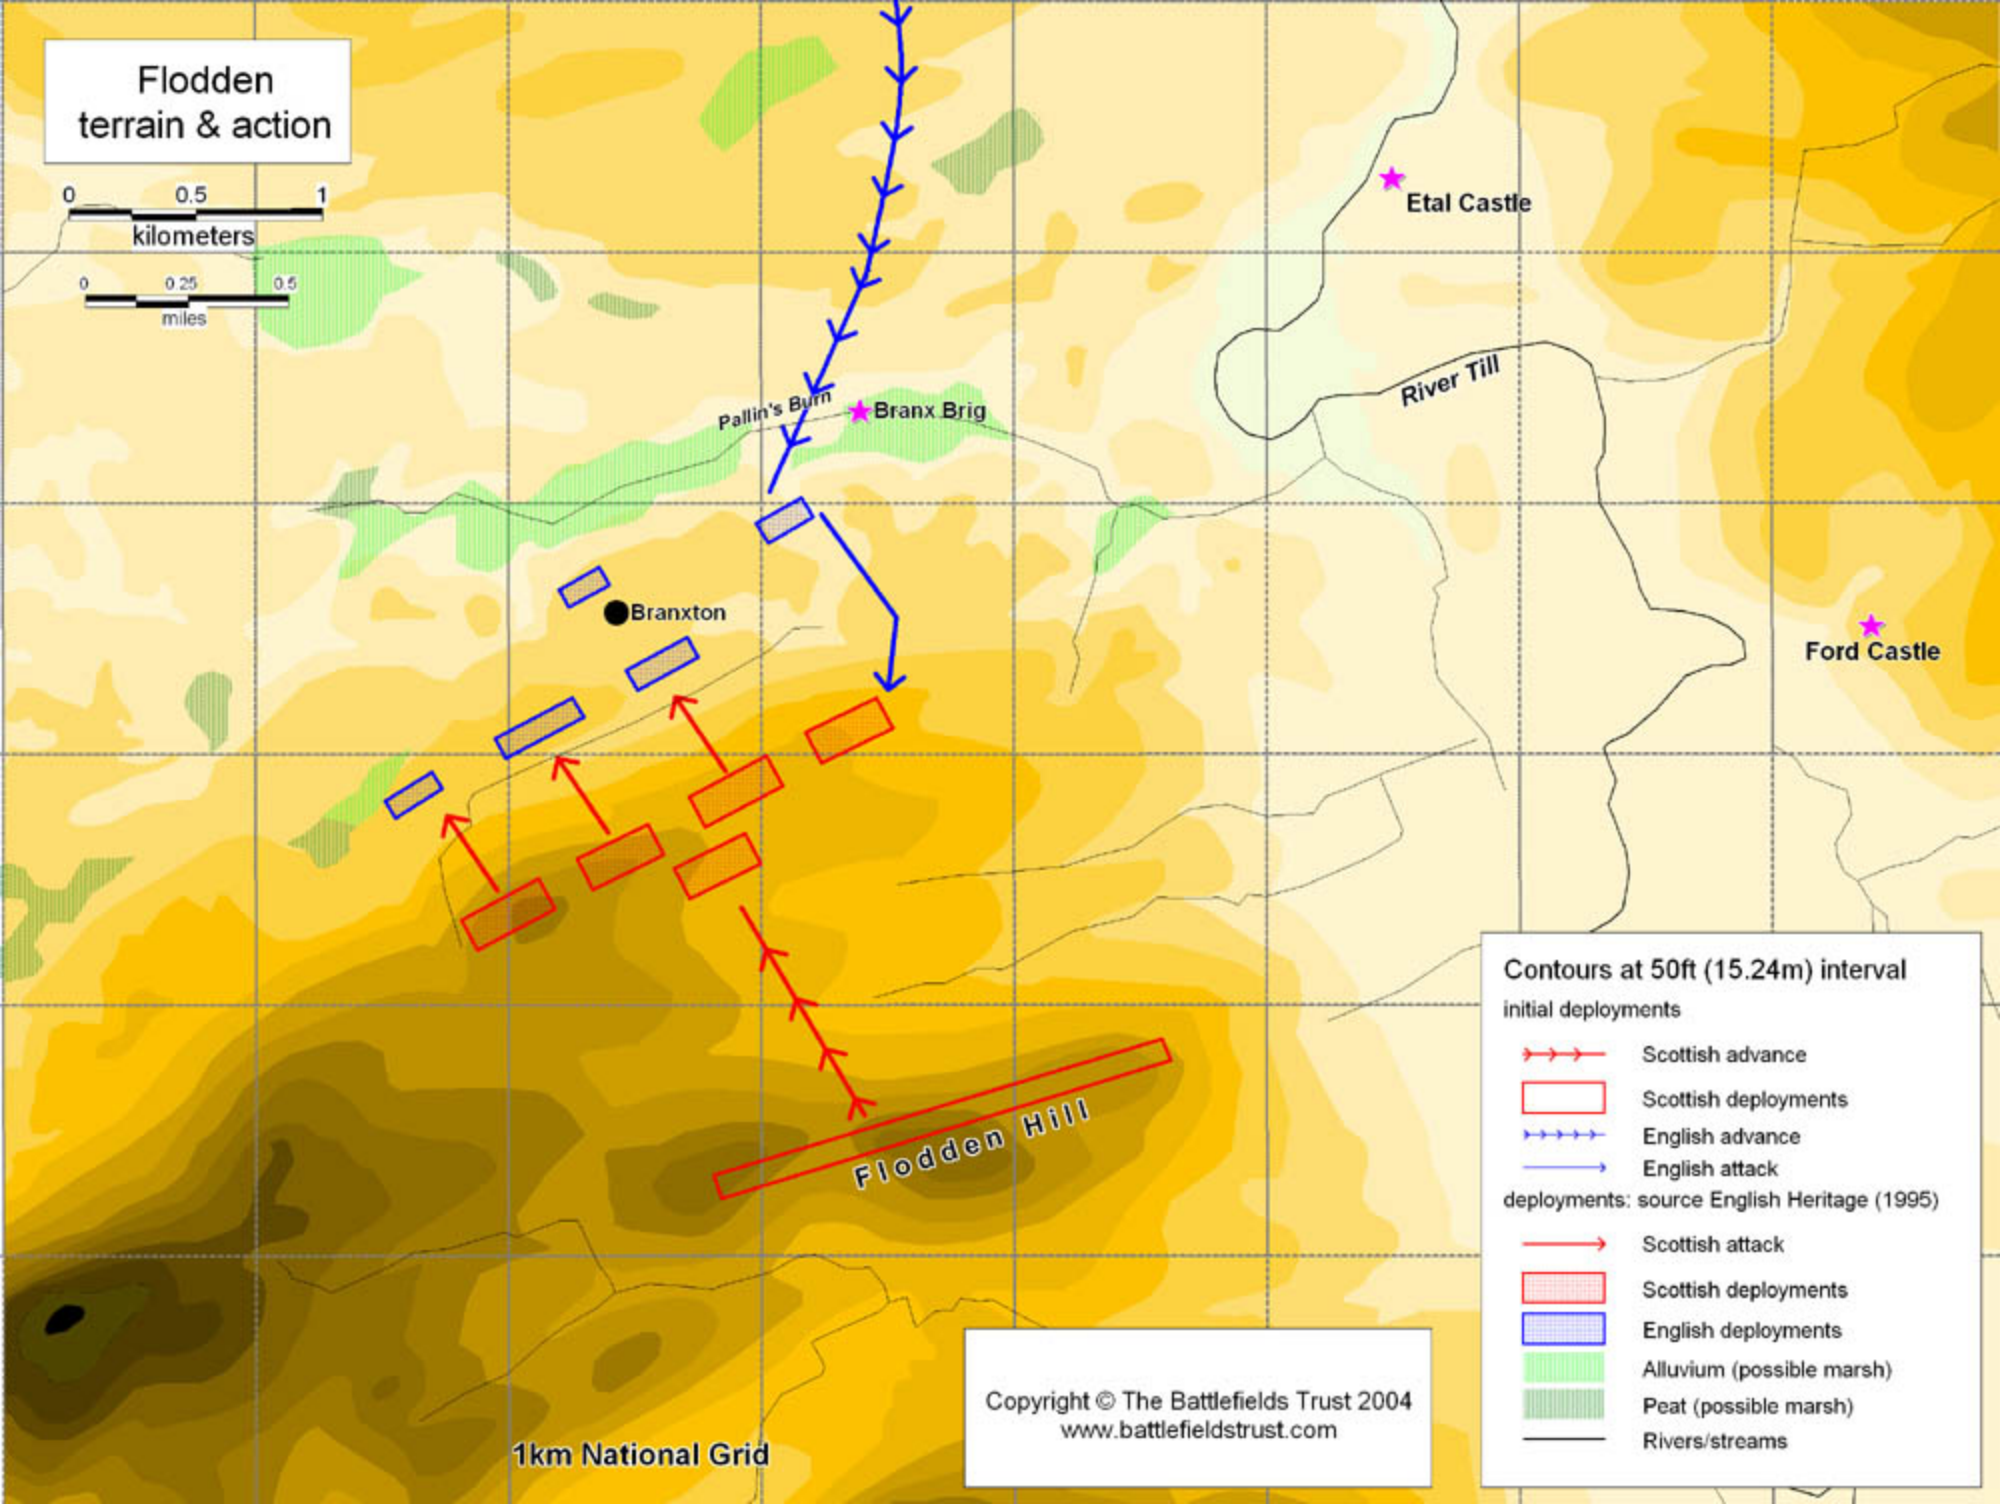 Flodden
terrain & action
0 0.5 1
kilometers
0 0.25 0.5
miles
Etal Castle
River Till
Pallin's Burn
Branx Brig
Branxton
Ford Castle
Flodden Hill
Contours at 50ft (15.24m) interval
initial deployments
Scottish advance
Scottish deployments
English advance
English attack
deployments: source English Heritage (1995)
Scottish attack
Scottish deployments
English deployments
Alluvium (possible marsh)
Peat (possible marsh)
Rivers/streams
Copyright © The Battlefields Trust 2004
www.battlefieldstrust.com
1km National Grid